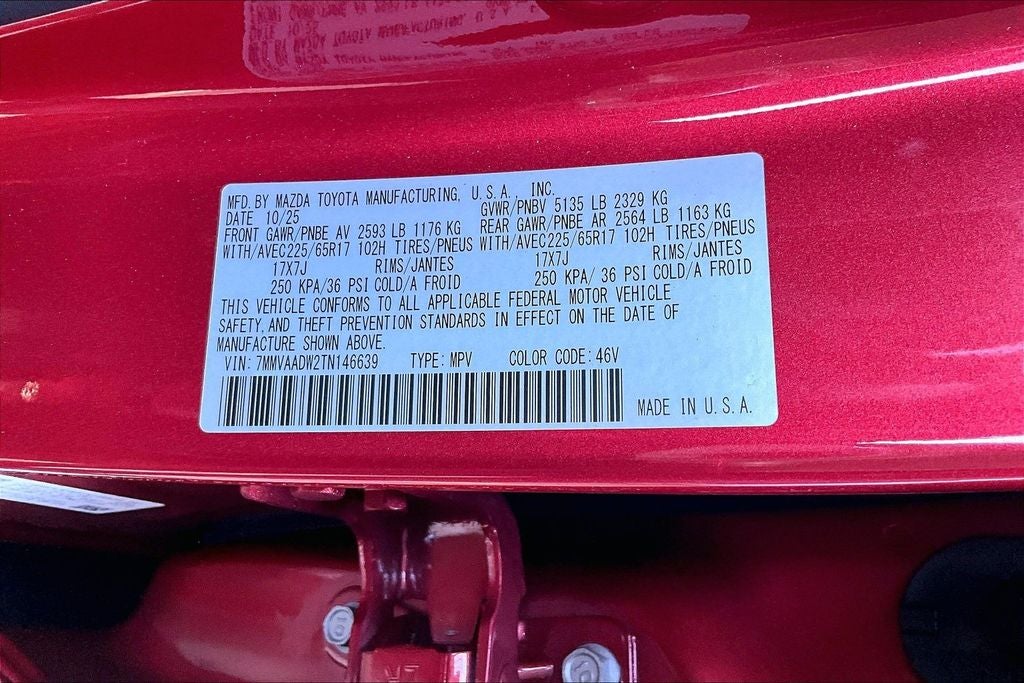 MFD. BY MAZDA TOYOTA MANUFACTURING, U.S.A., INC.
DATE 10/25 GVWR/PNBV 5135 LB 2329 KG
FRONT GAWR/PNBE AV 2593 LB 1176 KG REAR GAWR/PNBE AR 2564 LB 1163 KG
WITH/AVEC225/65R17 102H TIRES/PNEUS WITH/AVEC225/65R17 102H TIRES/PNEUS
17X7J RIMS/JANTES 17X7J RIMS/JANTES
250 KPA/36 PSI COLD/A FROID 250 KPA/ 36 PSI COLD/A FROID
THIS VEHICLE CONFORMS TO ALL APPLICABLE FEDERAL MOTOR VEHICLE
SAFETY, AND THEFT PREVENTION STANDARDS IN EFFECT ON THE DATE OF
MANUFACTURE SHOWN ABOVE.
VIN: 7MMVAADW2TN146639 TYPE: MPV COLOR CODE: 46V
MADE IN U.S.A.